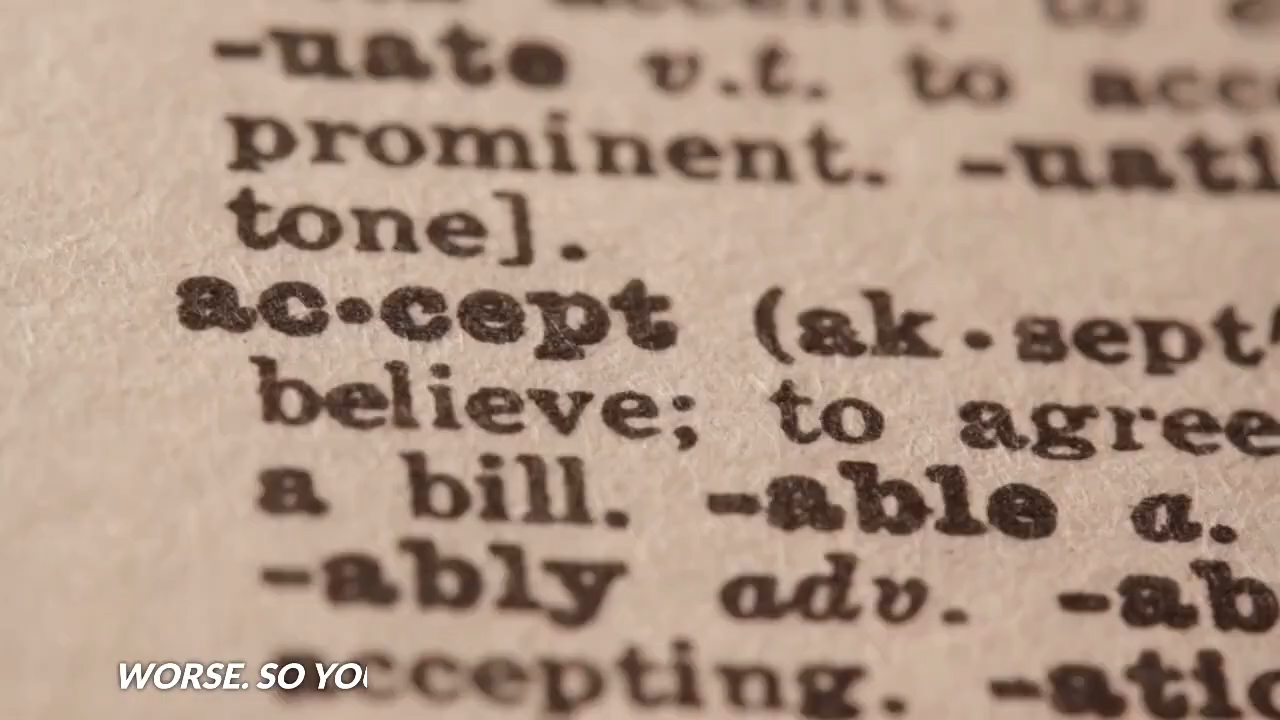 -uate v.t. to acc
prominent. -uati
tone].
ac•cept (ak•sept'
believe; to agree
a bill. -able a.
-ably adv. -ab
ccepting. -atio
WORSE. SO YOU